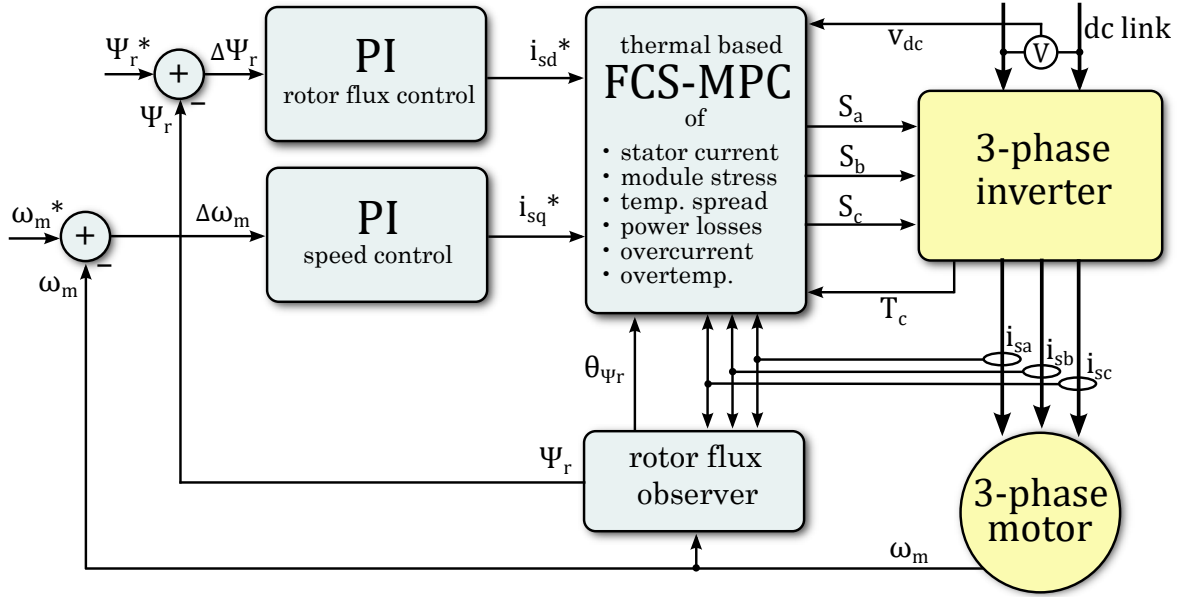 Ψr*
+
−
ΔΨr
Ψr
PI
rotor flux control
isd*
ωm*
+
−
Δωm
ωm
PI
speed control
isq*
thermal based
FCS-MPC
of
· stator current
· module stress
· temp. spread
· power losses
· overcurrent
· overtemp.
vdc
V
dc link
Sa
Sb
Sc
3-phase
inverter
Tc
isa
isb
isc
θΨr
Ψr
rotor flux
observer
ωm
3-phase
motor